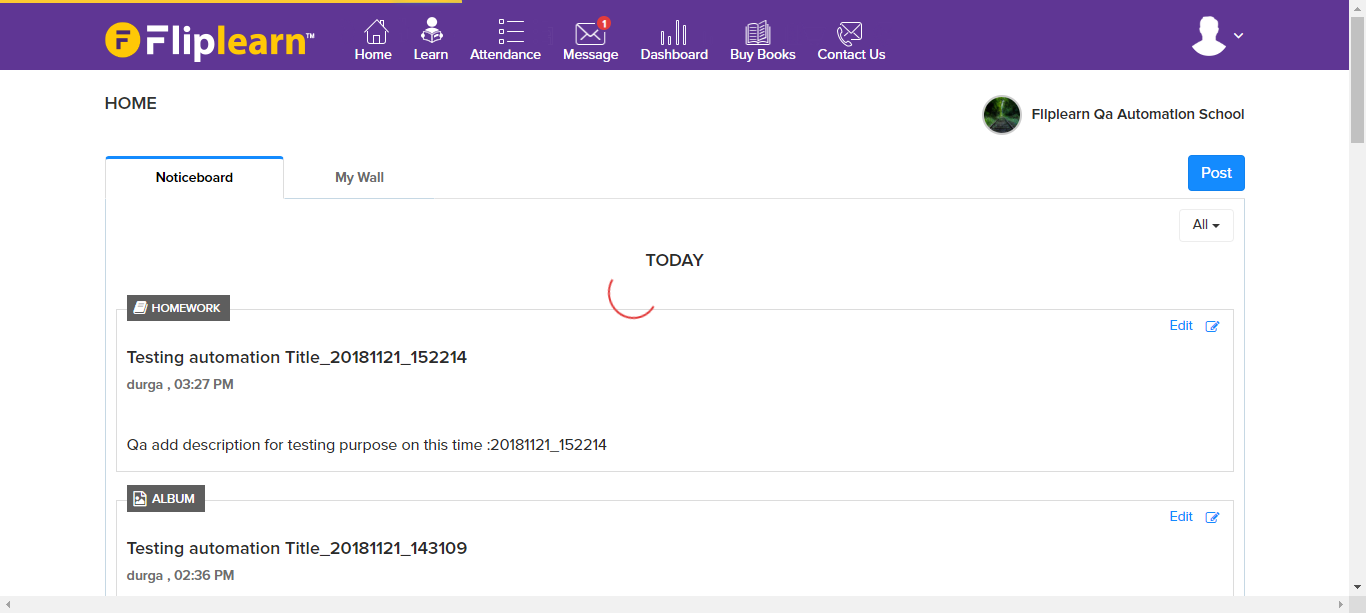 Fliplearn™
1
Home Learn Attendance Message Dashboard Buy Books Contact Us
HOME
Fliplearn Qa Automation School
Noticeboard My Wall Post
All
TODAY
HOMEWORK
Edit
Testing automation Title_20181121_152214
durga , 03:27 PM
Qa add description for testing purpose on this time :20181121_152214
ALBUM
Edit
Testing automation Title_20181121_143109
durga , 02:36 PM